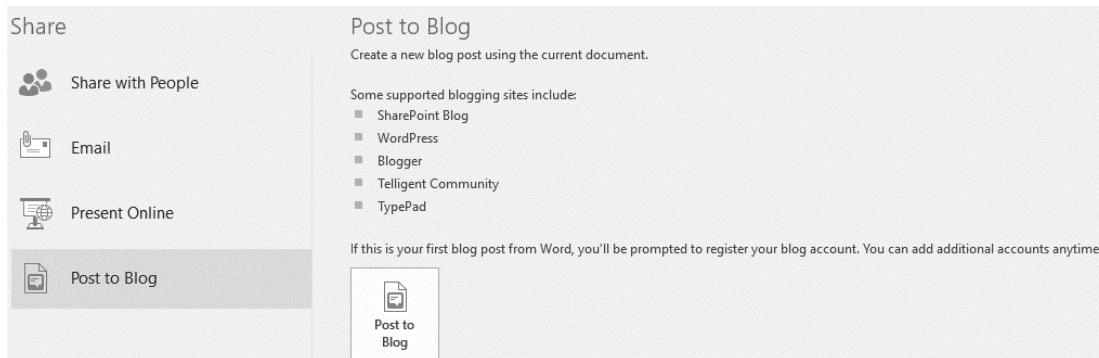 Share
Share with People
Email
Present Online
Post to Blog
Post to Blog
Create a new blog post using the current document.
Some supported blogging sites include:
SharePoint Blog
WordPress
Blogger
Telligent Community
TypePad
If this is your first blog post from Word, you'll be prompted to register your blog account. You can add additional accounts anytime
Post to
Blog